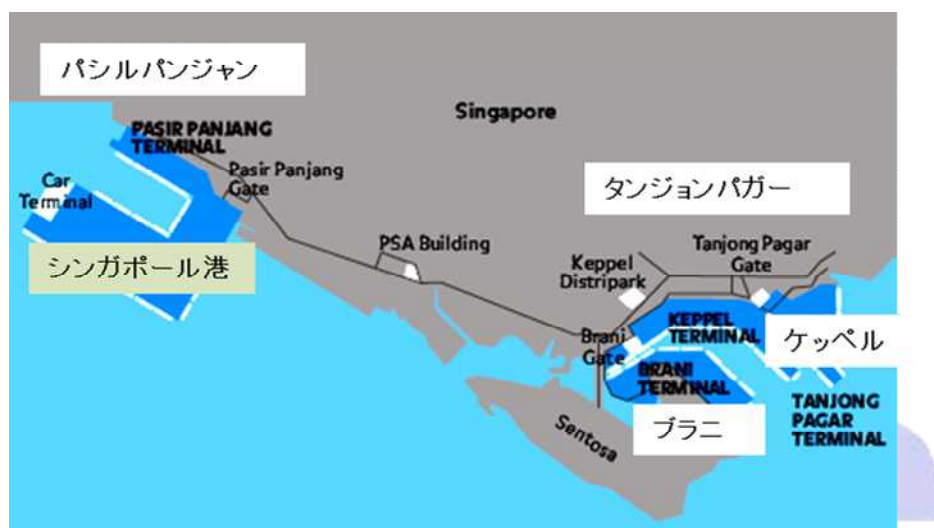 パシルパンジャン
Singapore
PASIR PANJANG
TERMINAL
Pasir Panjang
Gate
Car
Terminal
タンジョンパガー
シンガポール港
PSA Building
Tanjong Pagar
Gate
Keppel
Distripark
KEPPEL
TERMINAL
ケッペル
Brani
Gate
BRANI
TERMINAL
TANJONG
PAGAR
TERMINAL
ブラニ
Sentosa